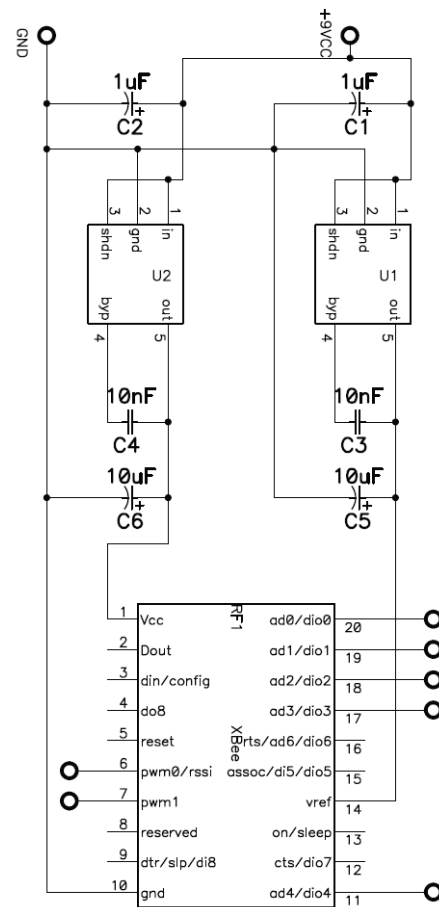 GND
+9VCC
1uF
C2
1uF
C1
3 2 1
shdn gnd in
U2
byp out
4 5
3 2 1
shdn gnd in
U1
byp out
4 5
10nF
C4
10nF
C3
10uF
C6
10uF
C5
RF1
XBee
1 Vcc ad0/dio0 20
2 Dout ad1/dio1 19
3 din/config ad2/dio2 18
4 do8 ad3/dio3 17
5 reset rts/ad6/dio6 16
6 pwm0/rssi assoc/di5/dio5 15
7 pwm1 vref 14
8 reserved on/sleep 13
9 dtr/slp/di8 cts/dio7 12
10 gnd ad4/dio4 11